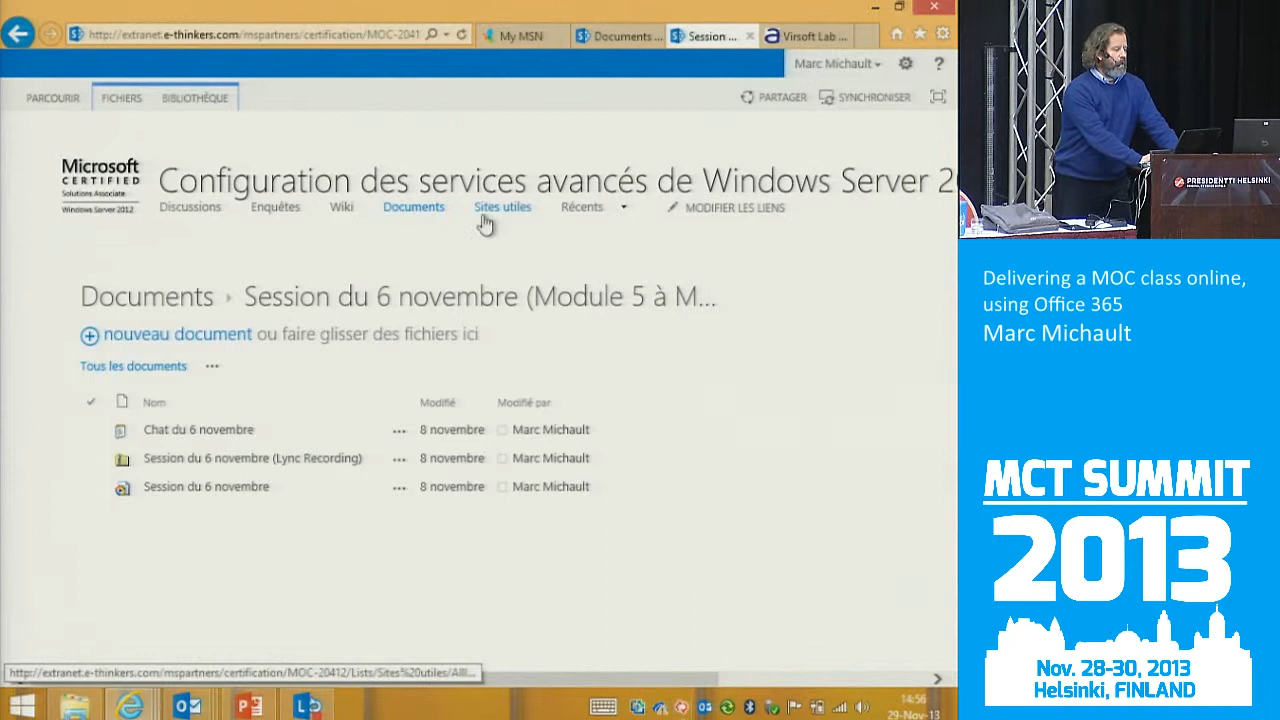 http://extranet.e-thinkers.com/mspartners/certification/MOC-2041
My MSN
Documents ...
Session ...
Virsoft Lab ...
Marc Michault
?
PARCOURIR
FICHIERS
BIBLIOTHÈQUE
PARTAGER
SYNCHRONISER
Microsoft
CERTIFIED
Solutions Associate
Windows Server 2012
Configuration des services avancés de Windows Server 2
Discussions
Enquêtes
Wiki
Documents
Sites utiles
Récents
MODIFIER LES LIENS
Documents › Session du 6 novembre (Module 5 à M...
nouveau document ou faire glisser des fichiers ici
Tous les documents ...
Nom
Modifié
Modifié par
Chat du 6 novembre ... 8 novembre Marc Michault
Session du 6 novembre (Lync Recording) ... 8 novembre Marc Michault
Session du 6 novembre ... 8 novembre Marc Michault
http://extranet.e-thinkers.com/mspartners/certification/MOC-20412/Lists/Sites%20utiles/Alll...
14:56
29-Nov-13
PRESIDENTTI HELSINKI
Delivering a MOC class online,
using Office 365
Marc Michault
MCT SUMMIT
2013
Nov. 28-30, 2013
Helsinki, FINLAND